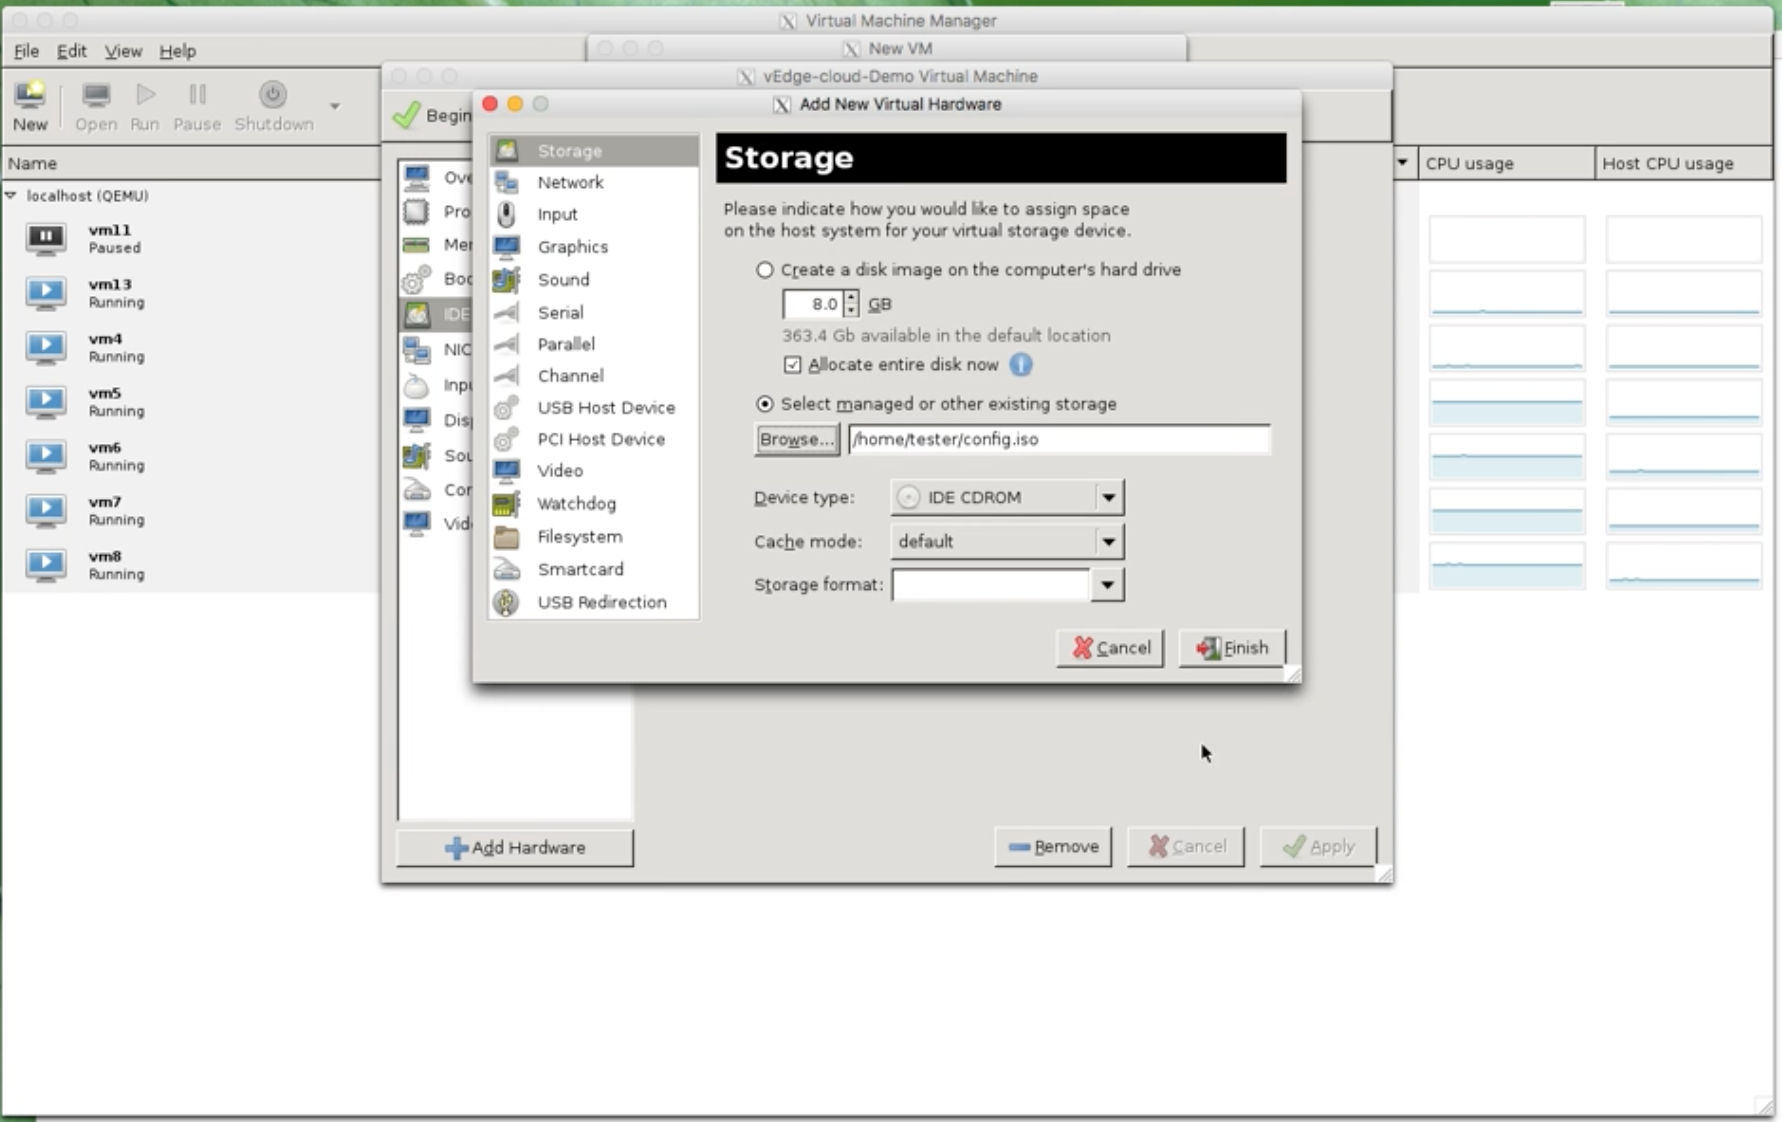 Virtual Machine Manager
File Edit View Help
New VM
vEdge-cloud-Demo Virtual Machine
New Open Run Pause Shutdown
Begin
Add New Virtual Hardware
Name
CPU usage Host CPU usage
localhost (QEMU)
vm11
Paused
vm13
Running
vm4
Running
vm5
Running
vm6
Running
vm7
Running
vm8
Running
Ove
Pro
Mer
Boo
IDE
NIC
Inpu
Disp
Sou
Cor
Vid
Add Hardware
Storage
Network
Input
Graphics
Sound
Serial
Parallel
Channel
USB Host Device
PCI Host Device
Video
Watchdog
Filesystem
Smartcard
USB Redirection
Storage
Please indicate how you would like to assign space
on the host system for your virtual storage device.
Create a disk image on the computer's hard drive
8.0 GB
363.4 Gb available in the default location
Allocate entire disk now
Select managed or other existing storage
Browse... /home/tester/config.iso
Device type: IDE CDROM
Cache mode: default
Storage format:
Cancel Finish
Remove Cancel Apply